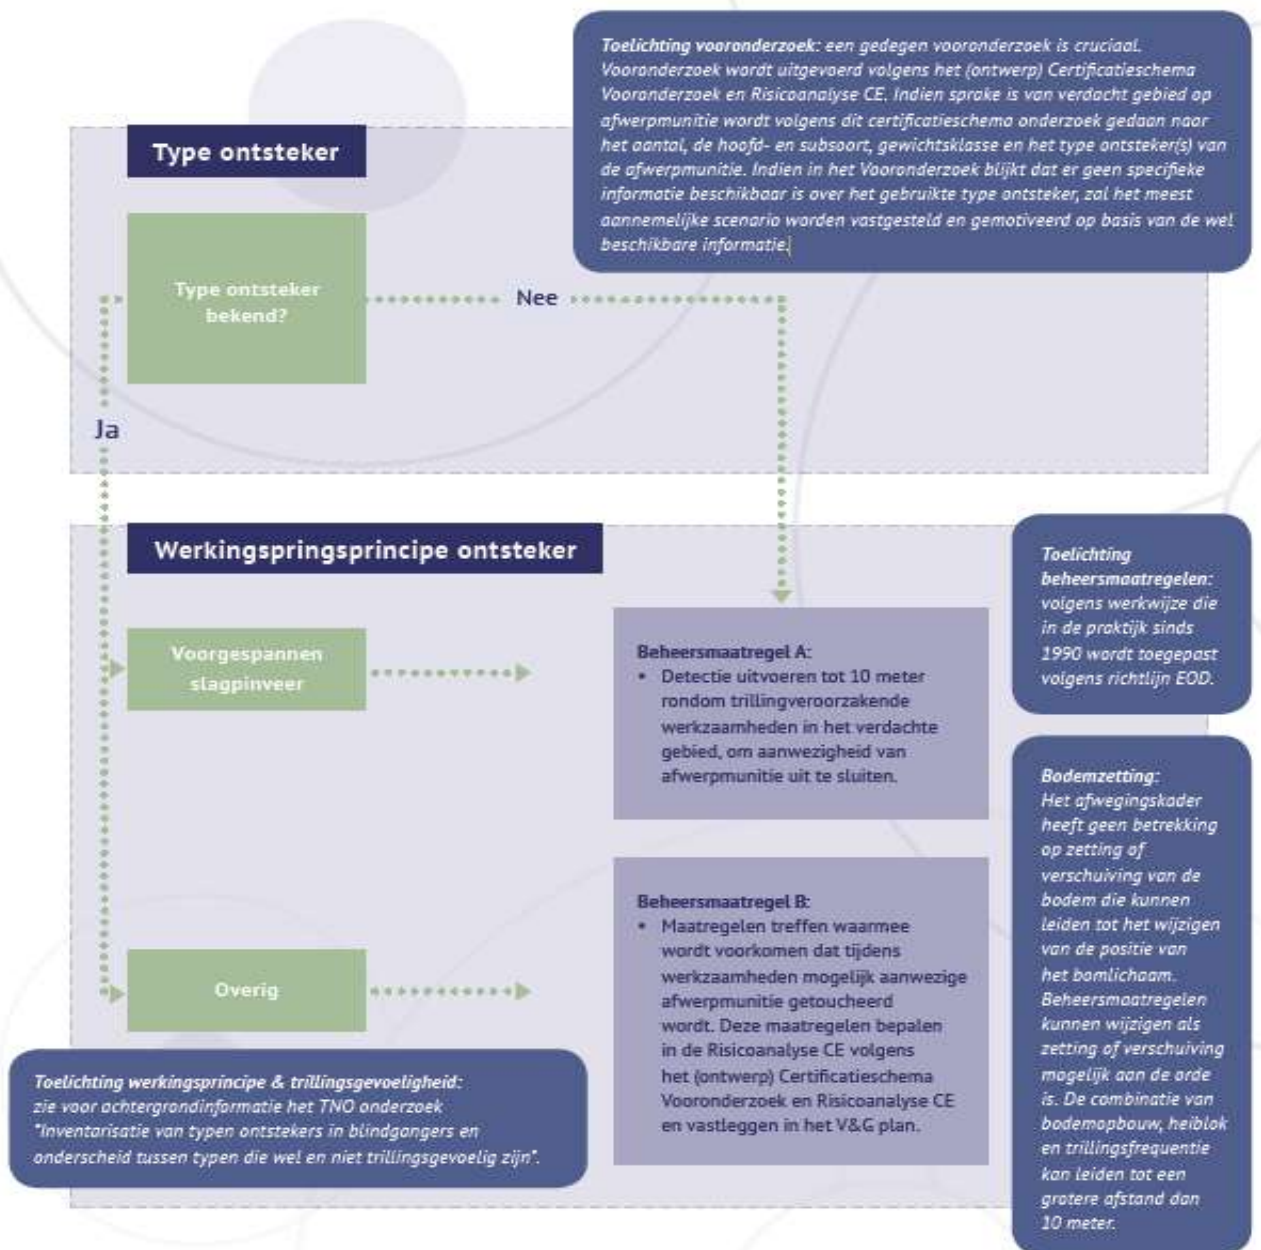 Toelichting vooronderzoek: een gedegen vooronderzoek is cruciaal.
Vooronderzoek wordt uitgevoerd volgens het (ontwerp) Certificatieschema
Vooronderzoek en Risicoanalyse CE. Indien sprake is van verdacht gebied op
afwerpmunitie wordt volgens dit certificatieschema onderzoek gedaan naar
het aantal, de hoofd- en subsoort, gewichtsklasse en het type ontsteker(s) van
de afwerpmunitie. Indien in het Vooronderzoek blijkt dat er geen specifieke
informatie beschikbaar is over het gebruikte type ontsteker, zal het meest
aannemelijke scenario worden vastgesteld en gemotiveerd op basis van de wel
beschikbare informatie.
Type ontsteker
Type ontsteker
bekend?
Nee
Ja
Werkingspringsprincipe ontsteker
Voorgespannen
slagpinveer
Beheersmaatregel A:
• Detectie uitvoeren tot 10 meter
rondom trillingveroorzakende
werkzaamheden in het verdachte
gebied, om aanwezigheid van
afwerpmunitie uit te sluiten.
Toelichting
beheersmaatregelen:
volgens werkwijze die
in de praktijk sinds
1990 wordt toegepast
volgens richtlijn EOD.
Overig
Beheersmaatregel B:
• Maatregelen treffen waarmee
wordt voorkomen dat tijdens
werkzaamheden mogelijk aanwezige
afwerpmunitie getoucheerd
wordt. Deze maatregelen bepalen
in de Risicoanalyse CE volgens
het (ontwerp) Certificatieschema
Vooronderzoek en Risicoanalyse CE
en vastleggen in het V&G plan.
Bodemzetting:
Het afwegingskader
heeft geen betrekking
op zetting of
verschuiving van de
bodem die kunnen
leiden tot het wijzigen
van de positie van
het bomlichaam.
Beheersmaatregelen
kunnen wijzigen als
zetting of verschuiving
mogelijk aan de orde
is. De combinatie van
bodemopbouw, heiblok
en trillingsfrequentie
kan leiden tot een
grotere afstand dan
10 meter.
Toelichting werkingsprincipe & trillingsgevoeligheid:
zie voor achtergrondinformatie het TNO onderzoek
"Inventarisatie van typen ontstekers in blindgangers en
onderscheid tussen typen die wel en niet trillingsgevoelig zijn".